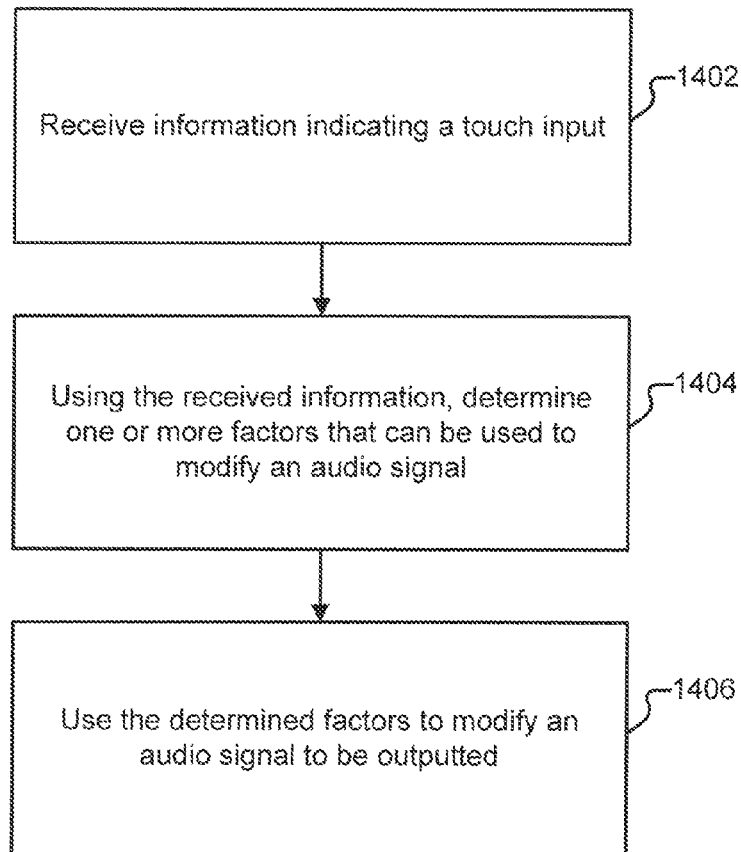 Receive information indicating a touch input
1402
Using the received information, determine
one or more factors that can be used to
modify an audio signal
1404
Use the determined factors to modify an
audio signal to be outputted
1406